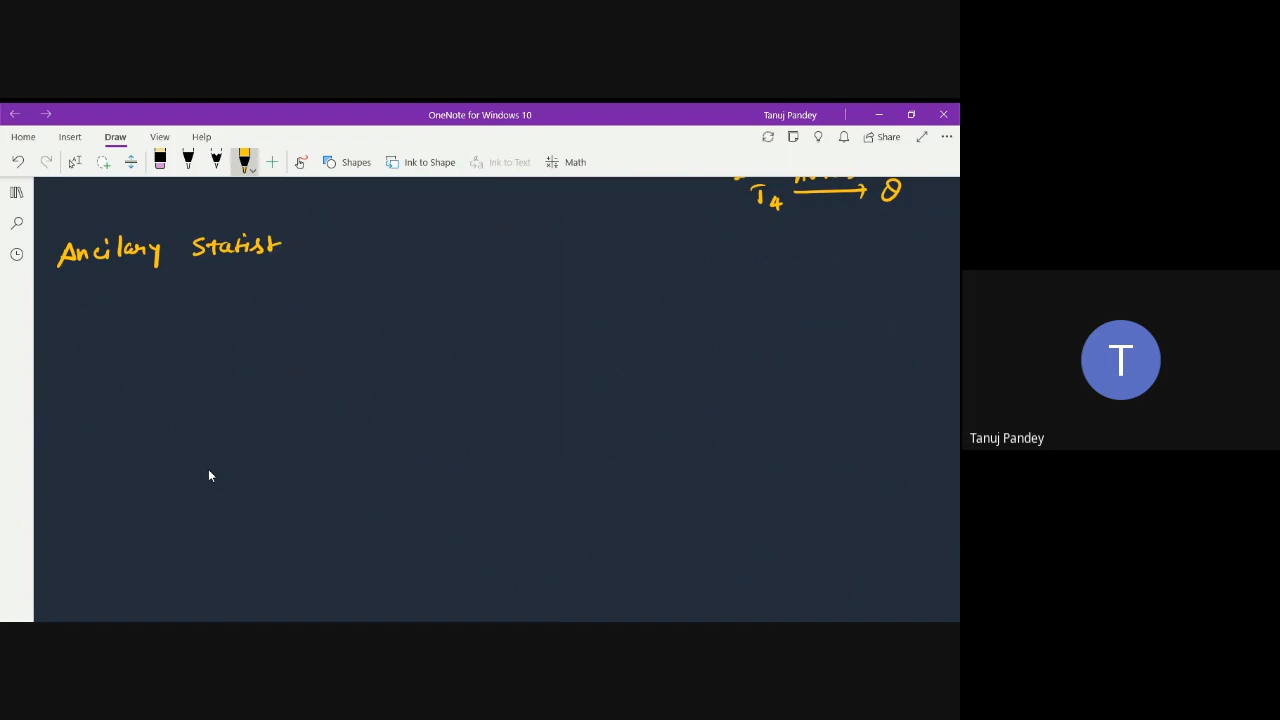 OneNote for Windows 10
Tanuj Pandey
Home Insert Draw View Help
Share
Shapes Ink to Shape Ink to Text Math
T4 → θ
Ancilary Statist
T
Tanuj Pandey